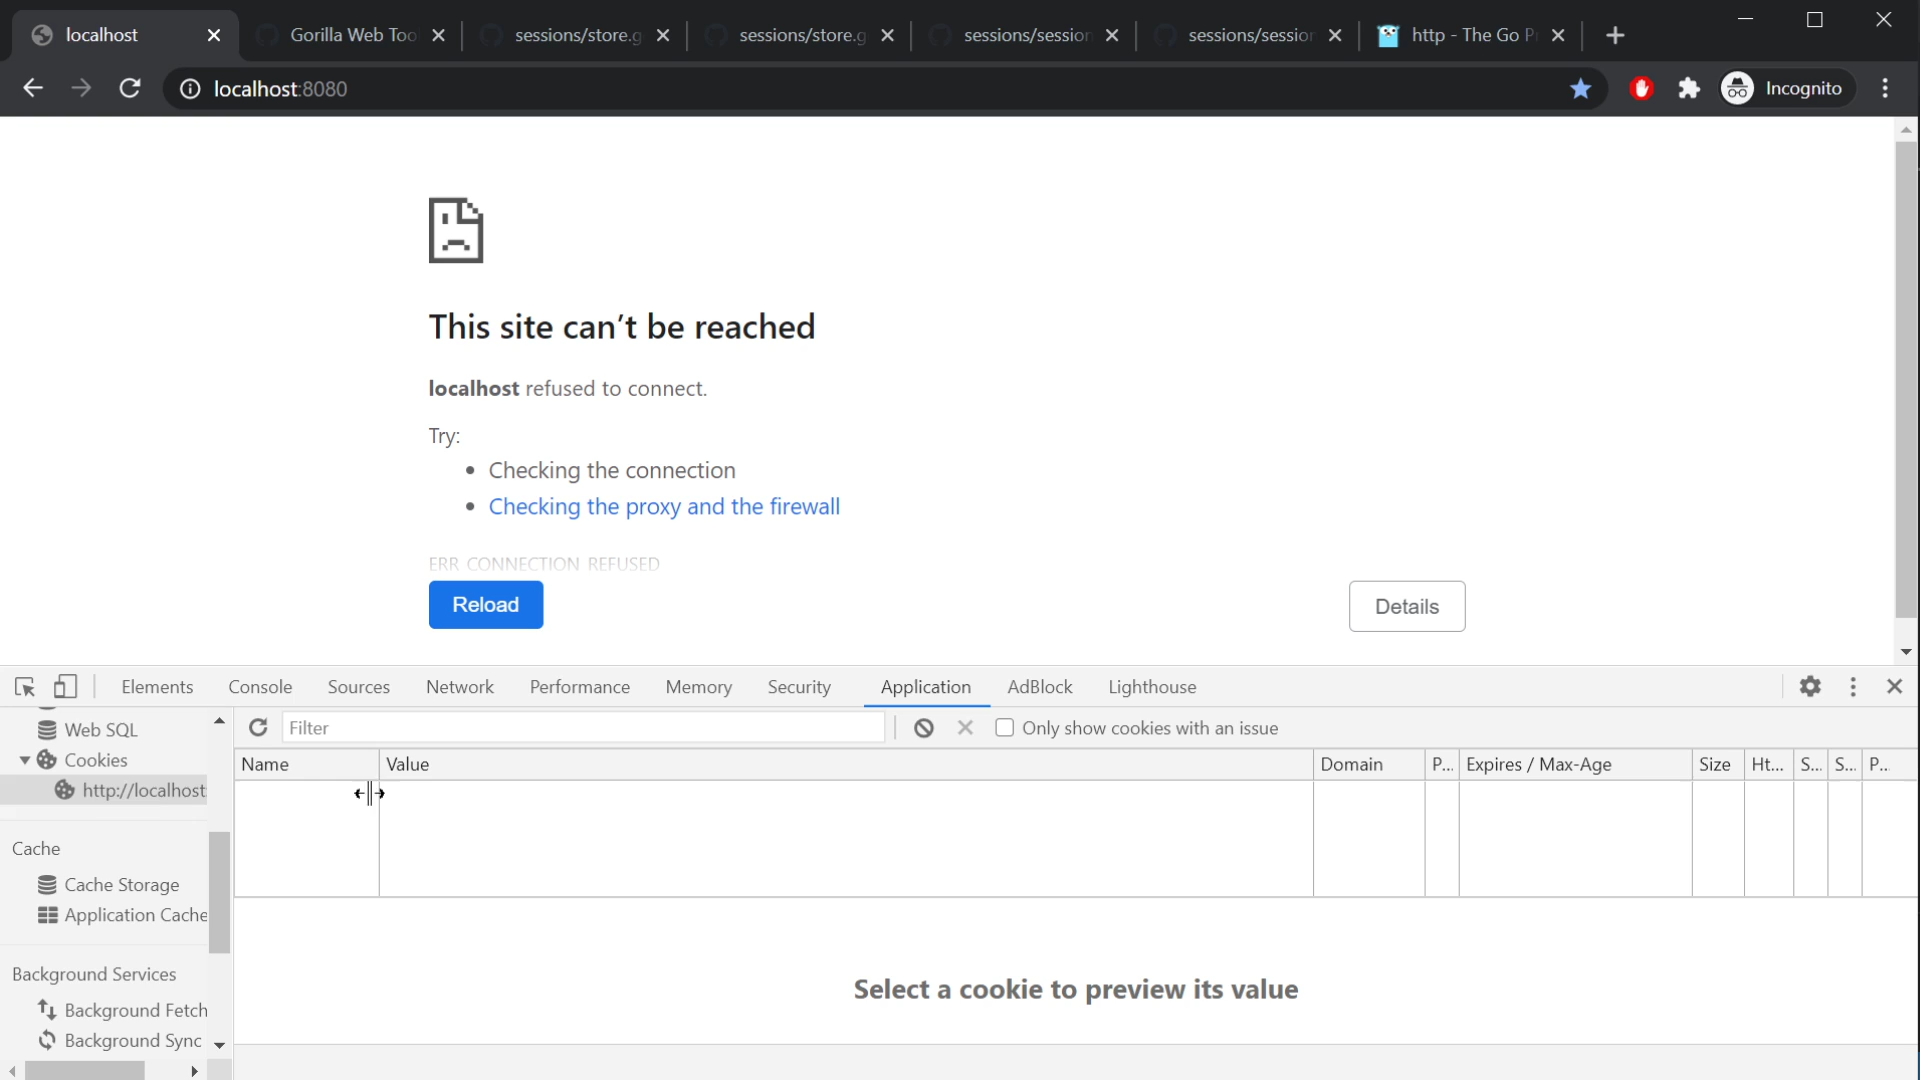 localhost
Gorilla Web Too
sessions/store.g
sessions/store.g
sessions/session
sessions/session
http - The Go P
localhost:8080
Incognito
This site can't be reached
localhost refused to connect.
Try:
Checking the connection
Checking the proxy and the firewall
ERR_CONNECTION_REFUSED
Reload
Details
Elements
Console
Sources
Network
Performance
Memory
Security
Application
AdBlock
Lighthouse
Web SQL
Cookies
http://localhost
Cache
Cache Storage
Application Cache
Background Services
Background Fetch
Background Sync
Filter
Only show cookies with an issue
Name
Value
Domain
P...
Expires / Max-Age
Size
Ht...
S...
S...
P...
Select a cookie to preview its value